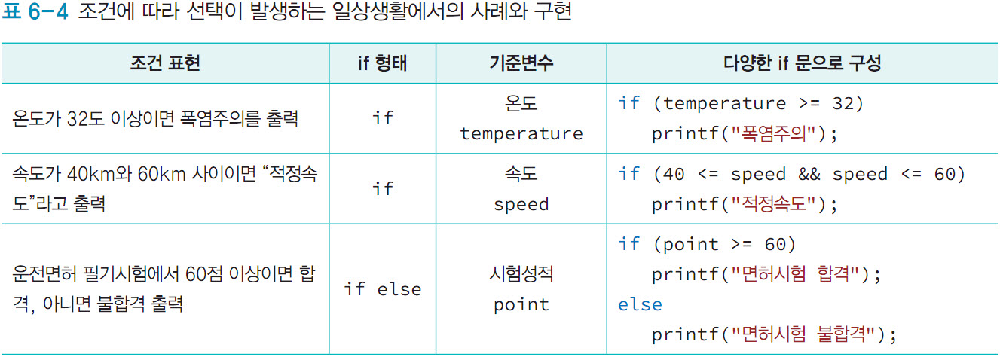 표 6-4 조건에 따라 선택이 발생하는 일상생활에서의 사례와 구현
조건 표현 if 형태 기준변수 다양한 if 문으로 구성
온도가 32도 이상이면 폭염주의를 출력
if
온도
temperature
if (temperature >= 32)
printf("폭염주의");
속도가 40km와 60km 사이이면 “적정속
도”라고 출력
if
속도
speed
if (40 <= speed && speed <= 60)
printf("적정속도");
운전면허 필기시험에서 60점 이상이면 합
격, 아니면 불합격 출력
if else
시험성적
point
if (point >= 60)
printf("면허시험 합격");
else
printf("면허시험 불합격");